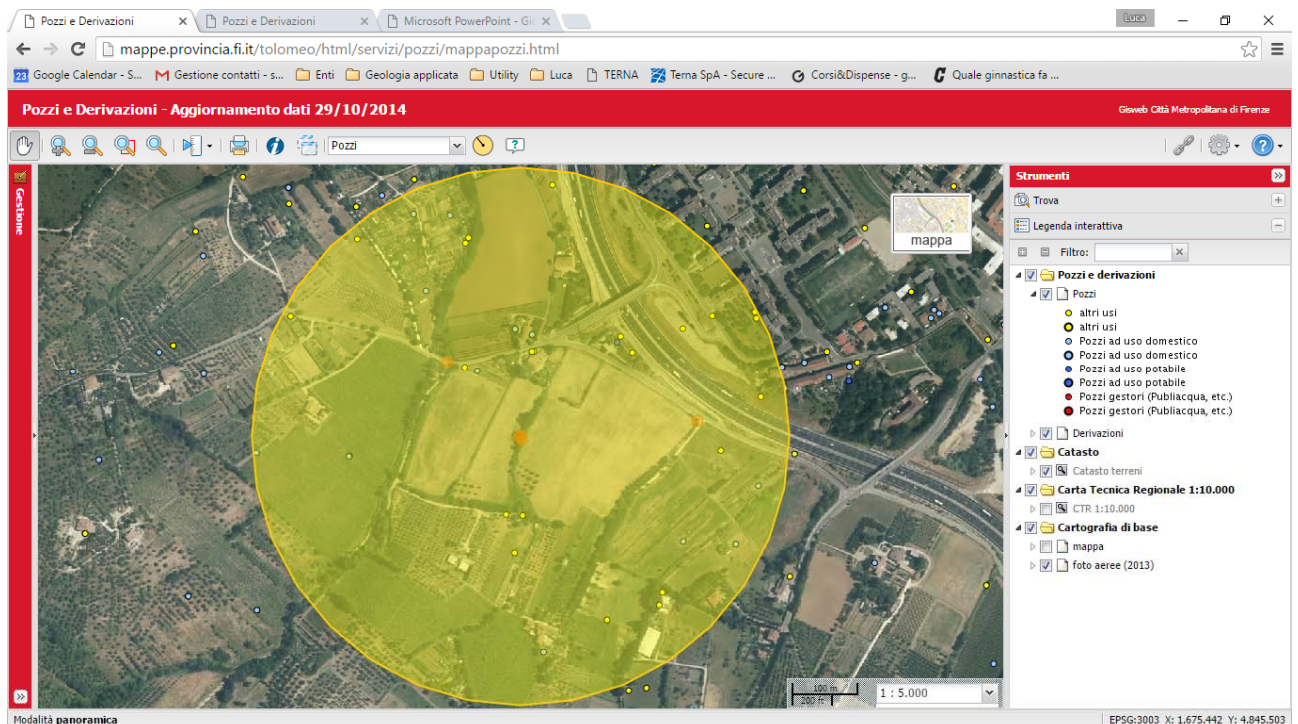 Pozzi e Derivazioni
Pozzi e Derivazioni
Microsoft PowerPoint - Gi
Luca
mappe.provincia.fi.it/tolomeo/html/servizi/pozzi/mappapozzi.html
23 Google Calendar - S... Gestione contatti - s... Enti Geologia applicata Utility Luca TERNA Terna SpA - Secure ... Corsi&Dispense - g... Quale ginnastica fa ...
Pozzi e Derivazioni - Aggiornamento dati 29/10/2014
Gisweb Città Metropolitana di Firenze
Pozzi
Gestione
mappa
Strumenti
Trova
Legenda interattiva
Filtro:
Pozzi e derivazioni
Pozzi
altri usi
altri usi
Pozzi ad uso domestico
Pozzi ad uso domestico
Pozzi ad uso potabile
Pozzi ad uso potabile
Pozzi gestori (Publiacqua, etc.)
Pozzi gestori (Publiacqua, etc.)
Derivazioni
Catasto
Catasto terreni
Carta Tecnica Regionale 1:10.000
CTR 1:10.000
Cartografia di base
mappa
foto aeree (2013)
100 m
200 ft
1 : 5.000
Modalità panoramica
EPSG:3003 X: 1.675.442 Y: 4.845.503